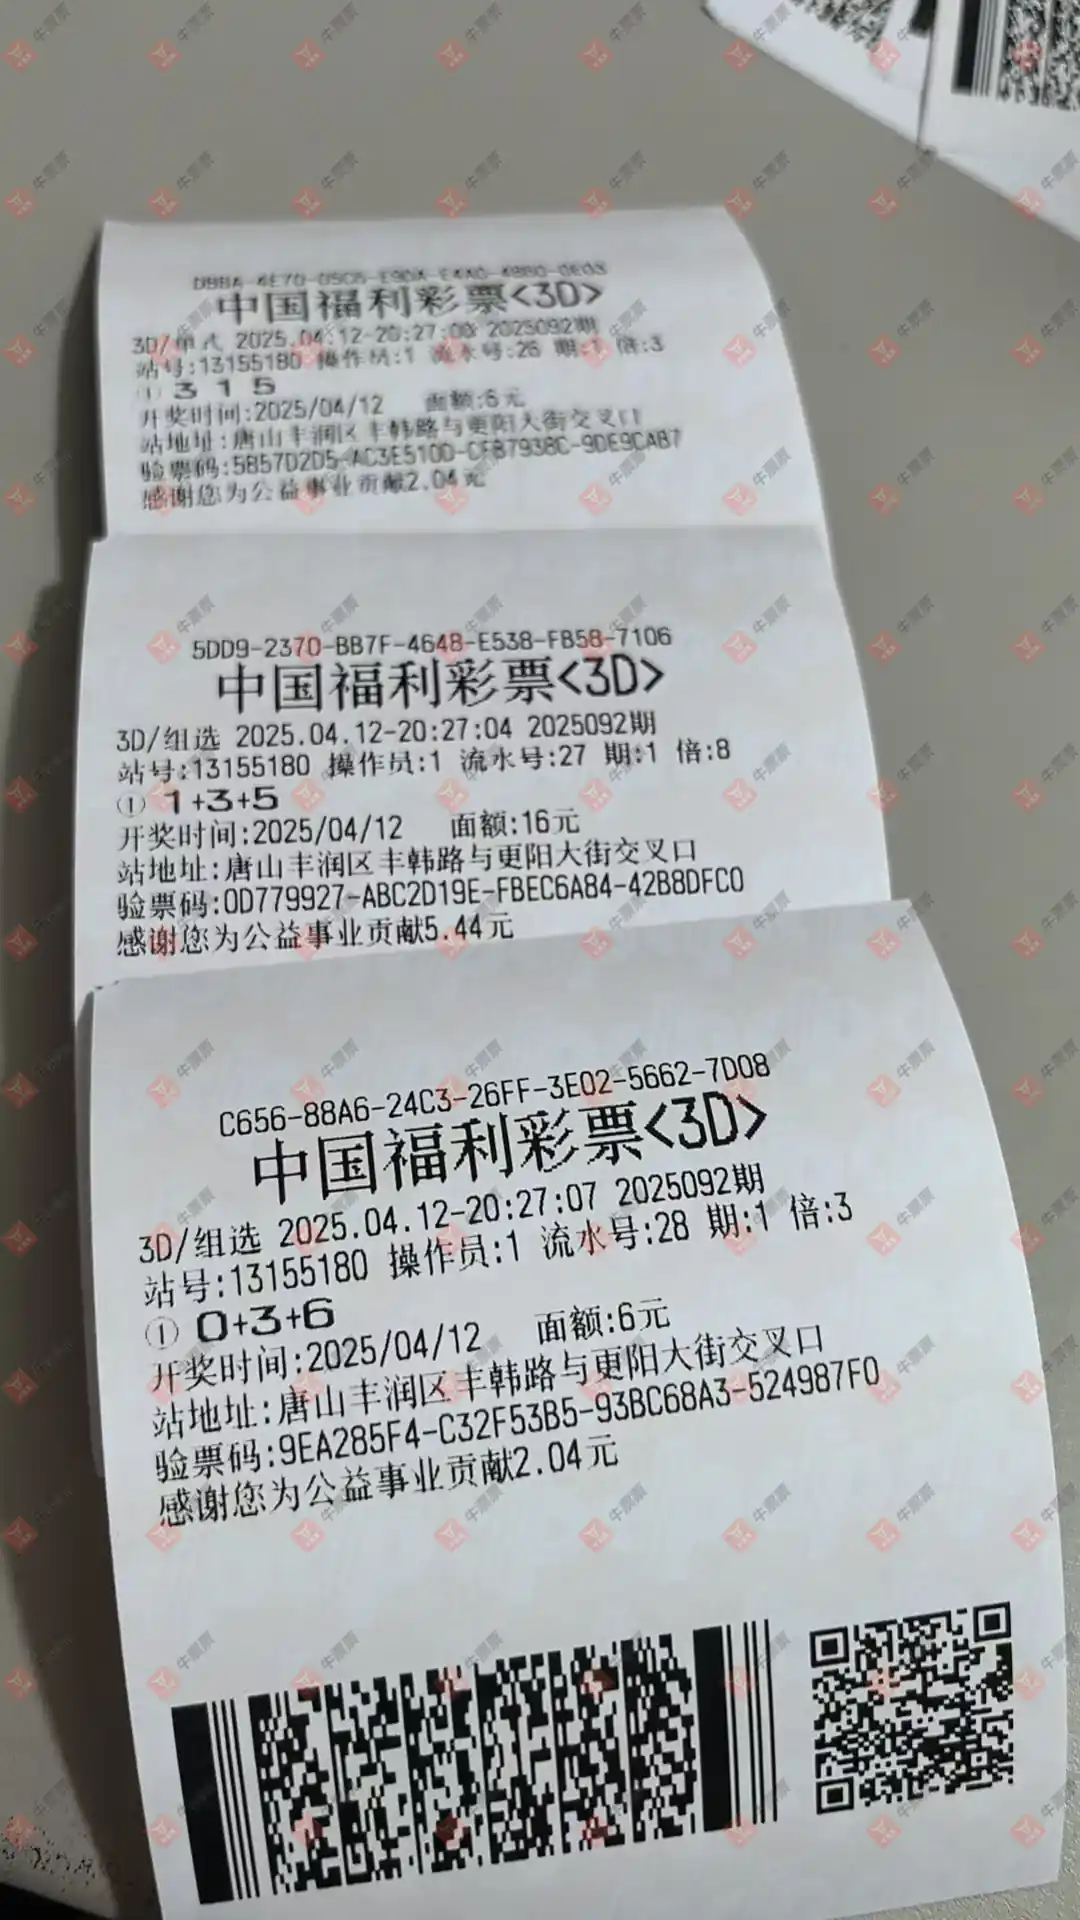 中国福利彩票<3D>
3D/单式 2025.04.12-20:27:00 2025092期
站号:13155180 操作员:1 流水号:26 期:1 倍:3
① 3 1 5
开奖时间:2025/04/12 面额:6元
站地址:唐山丰润区丰韩路与更阳大街交叉口
验票码:5B57D2D5-AC3E510D-CFB7938C-9DE9CAB7
感谢您为公益事业贡献2.04元
5DD9-2370-BB7F-4648-E538-FB58-7106
中国福利彩票<3D>
3D/组选 2025.04.12-20:27:04 2025092期
站号:13155180 操作员:1 流水号:27 期:1 倍:8
① 1+3+5
开奖时间:2025/04/12 面额:16元
站地址:唐山丰润区丰韩路与更阳大街交叉口
验票码:0D779927-ABC2D19E-FBEC6A84-42B8DFC0
感谢您为公益事业贡献5.44元
C656-88A6-24C3-26FF-3E02-5662-7D08
中国福利彩票<3D>
3D/组选 2025.04.12-20:27:07 2025092期
站号:13155180 操作员:1 流水号:28 期:1 倍:3
① 0+3+6
开奖时间:2025/04/12 面额:6元
站地址:唐山丰润区丰韩路与更阳大街交叉口
验票码:9EA285F4-C32F53B5-93BC68A3-524987F0
感谢您为公益事业贡献2.04元